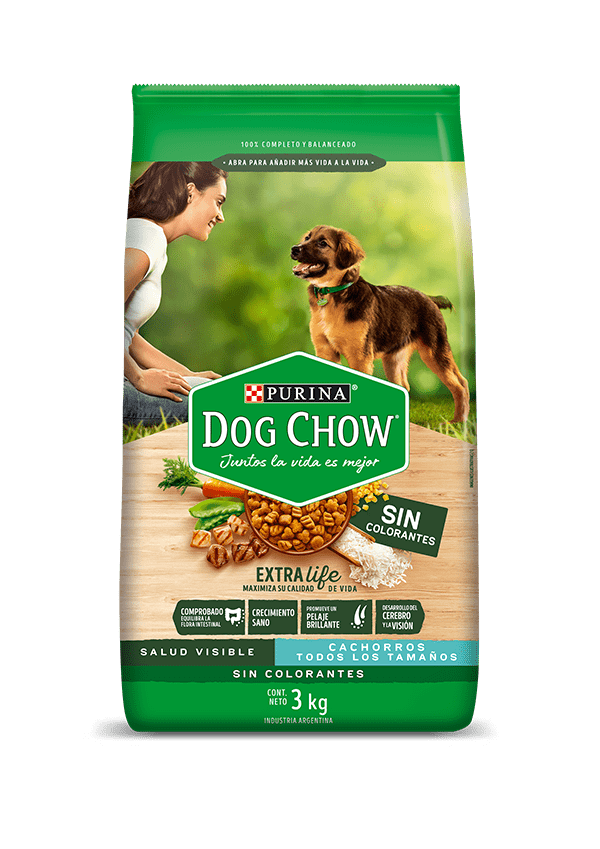 100% COMPLETO Y BALANCEADO
• ABRA PARA AÑADIR MÁS VIDA A LA VIDA •
PURINA®
DOG CHOW®
Juntos la vida es mejor
SIN
COLORANTES
EXTRA life
MAXIMIZA SU CALIDAD DE VIDA
COMPROBADO
EQUILIBRA LA
FLORA INTESTINAL
CRECIMIENTO
SANO
PROMUEVE UN
PELAJE
BRILLANTE
DESARROLLO DEL
CEREBRO
Y LA VISIÓN
SALUD VISIBLE
CACHORROS
TODOS LOS TAMAÑOS
SIN COLORANTES
CONT.
NETO 3 kg
INDUSTRIA ARGENTINA